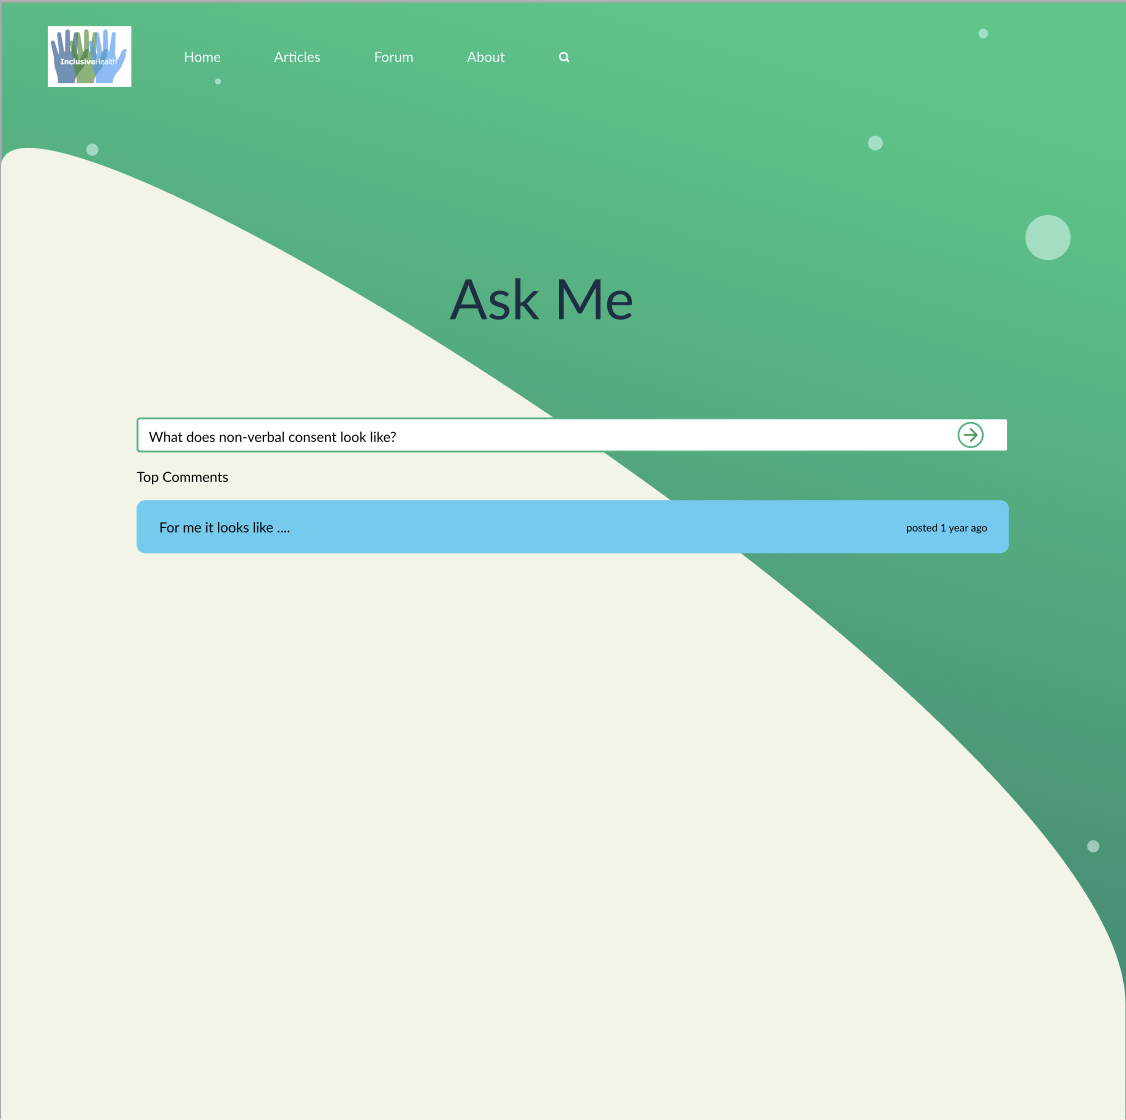 InclusiveHealth
Home Articles Forum About
Ask Me
What does non-verbal consent look like?
Top Comments
For me it looks like ....
posted 1 year ago